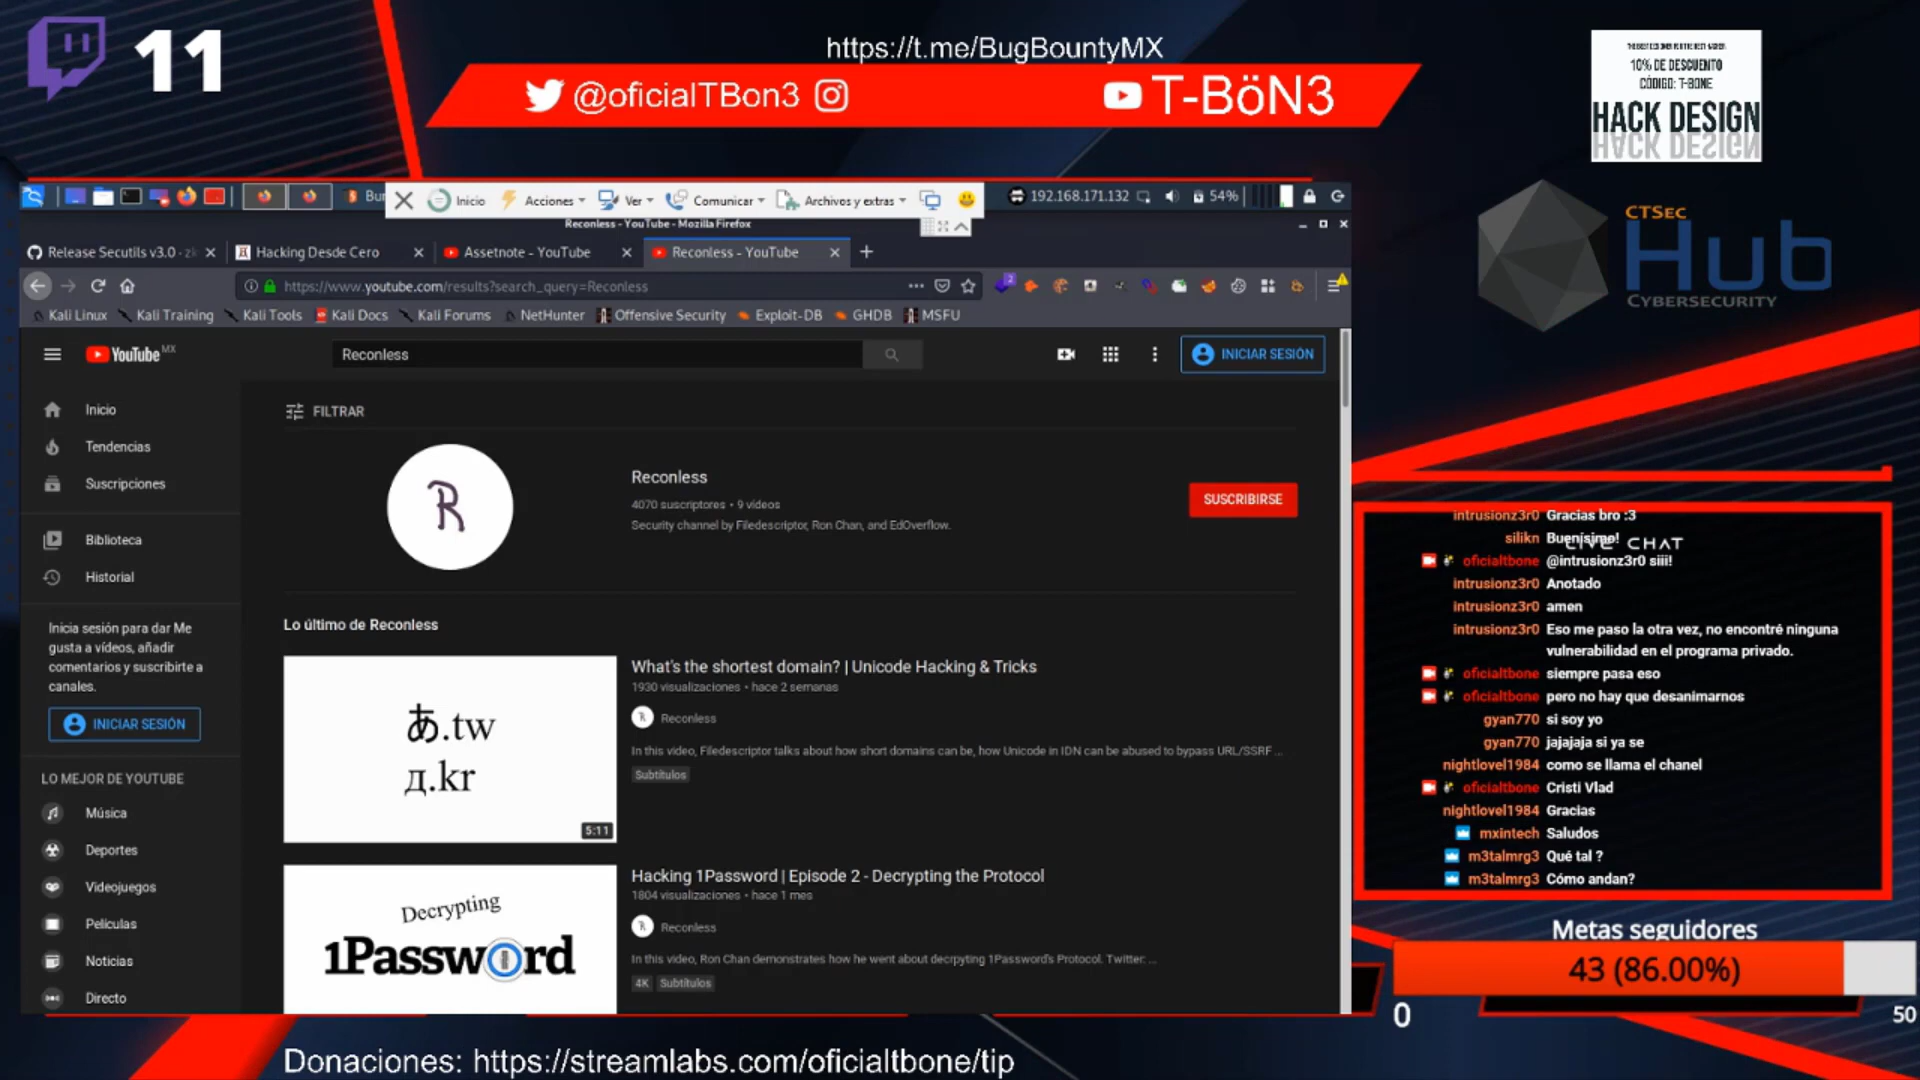 11
https://t.me/BugBountyMX
@oficialTBon3
T-BöN3
10% DE DESCUENTO
CÓDIGO: T-BONE
HACK DESIGN
CTSec
Hub
CYBERSECURITY
Inicio
Acciones
Ver
Comunicar
Archivos y extras
192.168.171.132
54%
Reconless - YouTube - Mozilla Firefox
Release Secutils v3.0 - zk
Hacking Desde Cero
Assetnote - YouTube
Reconless - YouTube
https://www.youtube.com/results?search_query=Reconless
Kali Linux
Kali Training
Kali Tools
Kali Docs
Kali Forums
NetHunter
Offensive Security
Exploit-DB
GHDB
MSFU
YouTube MX
Reconless
INICIAR SESIÓN
Inicio
Tendencias
Suscripciones
Biblioteca
Historial
Inicia sesión para dar Me
gusta a vídeos, añadir
comentarios y suscribirte a
canales.
INICIAR SESIÓN
LO MEJOR DE YOUTUBE
Música
Deportes
Videojuegos
Películas
Noticias
Directo
FILTRAR
R
Reconless
4070 suscriptores • 9 vídeos
Security channel by Filedescriptor, Ron Chan, and EdOverflow.
SUSCRIBIRSE
Lo último de Reconless
あ.tw
д.kr
5:11
What's the shortest domain? | Unicode Hacking & Tricks
1930 visualizaciones • hace 2 semanas
Reconless
In this video, Filedescriptor talks about how short domains can be, how Unicode in IDN can be abused to bypass URL/SSRF ...
Subtítulos
Decrypting
1Password
Hacking 1Password | Episode 2 - Decrypting the Protocol
1804 visualizaciones • hace 1 mes
Reconless
In this video, Ron Chan demonstrates how he went about decrpyting 1Password's Protocol. Twitter: ...
4K Subtítulos
LIVE CHAT
intrusionz3r0 Gracias bro :3
silikn Buenísimo!
oficialtbone @intrusionz3r0 siii!
intrusionz3r0 Anotado
intrusionz3r0 amen
intrusionz3r0 Eso me paso la otra vez, no encontré ninguna
vulnerabilidad en el programa privado.
oficialtbone siempre pasa eso
oficialtbone pero no hay que desanimarnos
gyan770 si soy yo
gyan770 jajajaja si ya se
nightlovel1984 como se llama el chanel
oficialtbone Cristi Vlad
nightlovel1984 Gracias
mxintech Saludos
m3talmrg3 Qué tal ?
m3talmrg3 Cómo andan?
Metas seguidores
43 (86.00%)
0
50
Donaciones: https://streamlabs.com/oficialtbone/tip